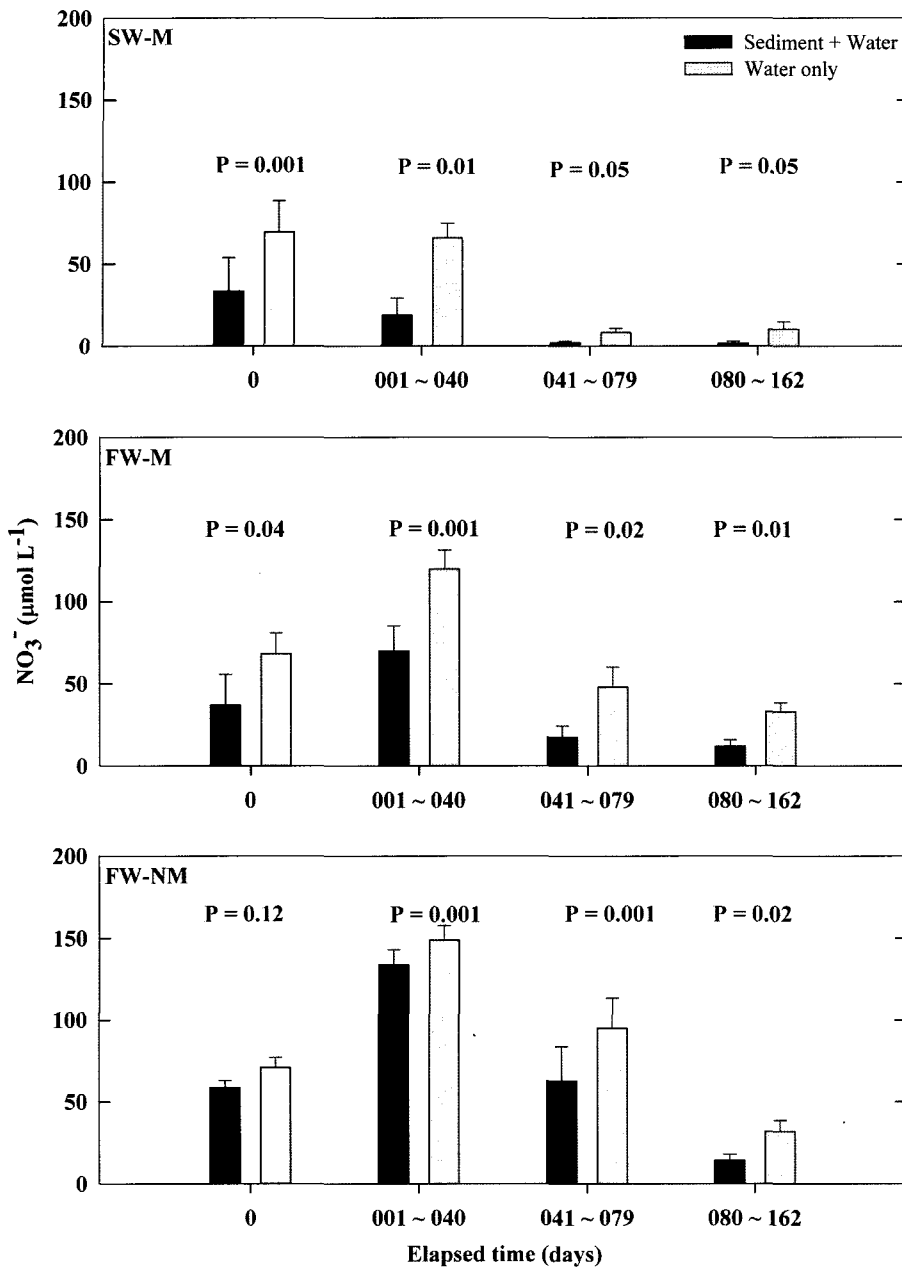 200
SW-M
Sediment + Water
Water only
150
P = 0.001
P = 0.01
P = 0.05
P = 0.05
100
50
0
0
001 ~ 040
041 ~ 079
080 ~ 162
200
FW-M
150
P = 0.04
P = 0.001
P = 0.02
P = 0.01
100
50
0
0
001 ~ 040
041 ~ 079
080 ~ 162
NO₃⁻ (µmol L⁻¹)
200
FW-NM
P = 0.12
P = 0.001
P = 0.001
P = 0.02
150
100
50
0
0
001 ~ 040
041 ~ 079
080 ~ 162
Elapsed time (days)